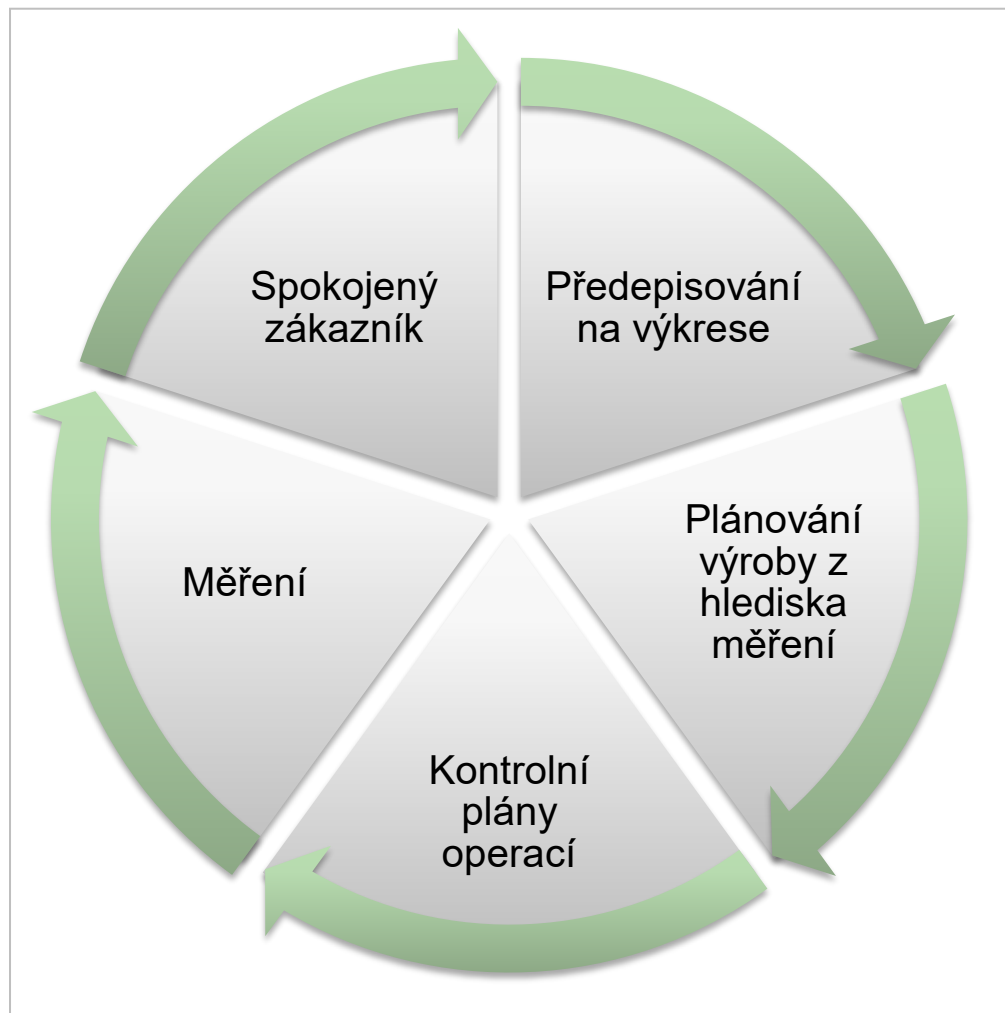 Spokojený
zákazník
Předepisování
na výkrese
Plánování
výroby z
hlediska
měření
Kontrolní
plány
operací
Měření